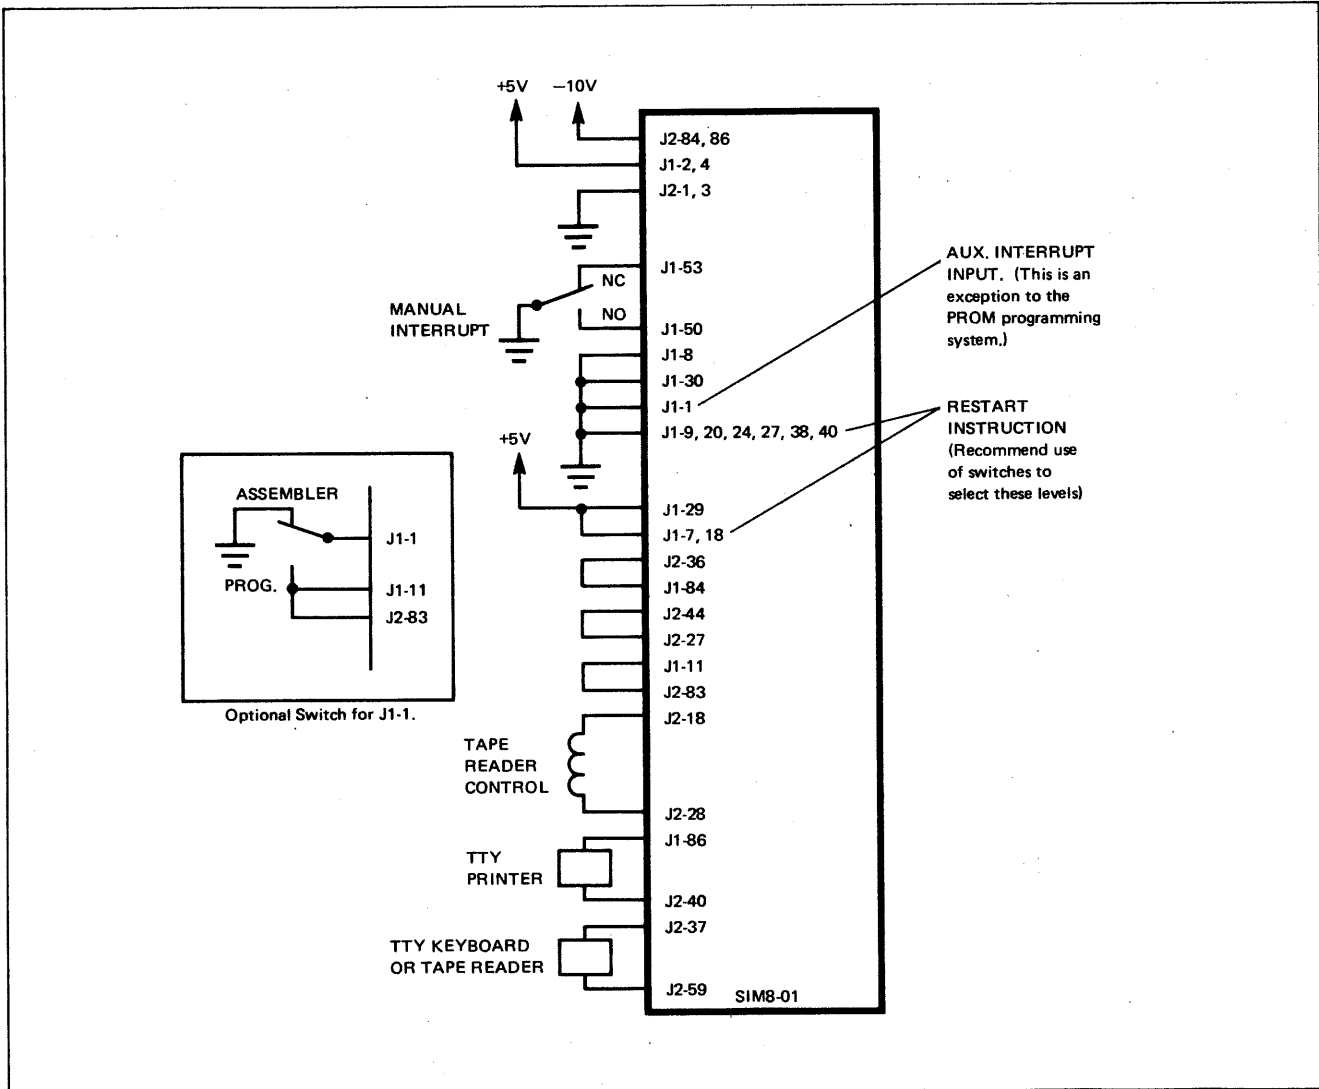 +5V −10V
J2-84, 86
J1-2, 4
J2-1, 3
J1-53
NC
MANUAL
INTERRUPT
NO
J1-50
J1-8
J1-30
J1-1
J1-9, 20, 24, 27, 38, 40
+5V
J1-29
J1-7, 18
J2-36
J1-84
J2-44
J2-27
J1-11
J2-83
J2-18
TAPE
READER
CONTROL
J2-28
J1-86
TTY
PRINTER
J2-40
J2-37
TTY KEYBOARD
OR TAPE READER
J2-59
SIM8-01
AUX. INTERRUPT
INPUT. (This is an
exception to the
PROM programming
system.)
RESTART
INSTRUCTION
(Recommend use
of switches to
select these levels)
ASSEMBLER
J1-1
PROG.
J1-11
J2-83
Optional Switch for J1-1.